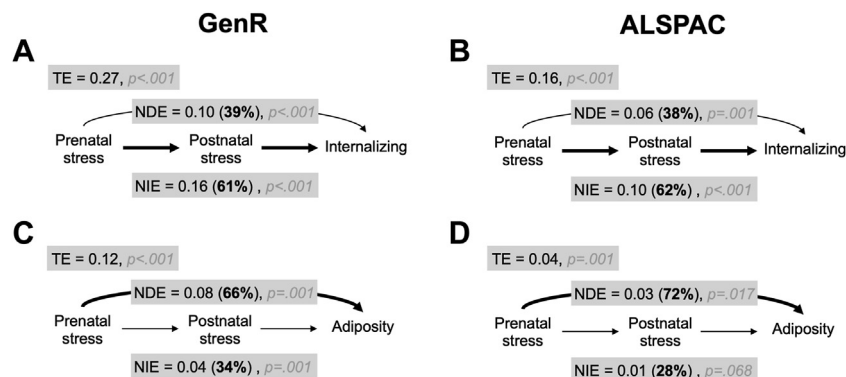 GenR
ALSPAC
A
TE = 0.27, p<.001
NDE = 0.10 (39%), p<.001
Prenatal
stress
Postnatal
stress
Internalizing
NIE = 0.16 (61%) , p<.001
B
TE = 0.16, p<.001
NDE = 0.06 (38%), p=.001
Prenatal
stress
Postnatal
stress
Internalizing
NIE = 0.10 (62%), p<.001
C
TE = 0.12, p<.001
NDE = 0.08 (66%), p=.001
Prenatal
stress
Postnatal
stress
Adiposity
NIE = 0.04 (34%), p=.001
D
TE = 0.04, p=.001
NDE = 0.03 (72%), p=.017
Prenatal
stress
Postnatal
stress
Adiposity
NIE = 0.01 (28%), p=.068